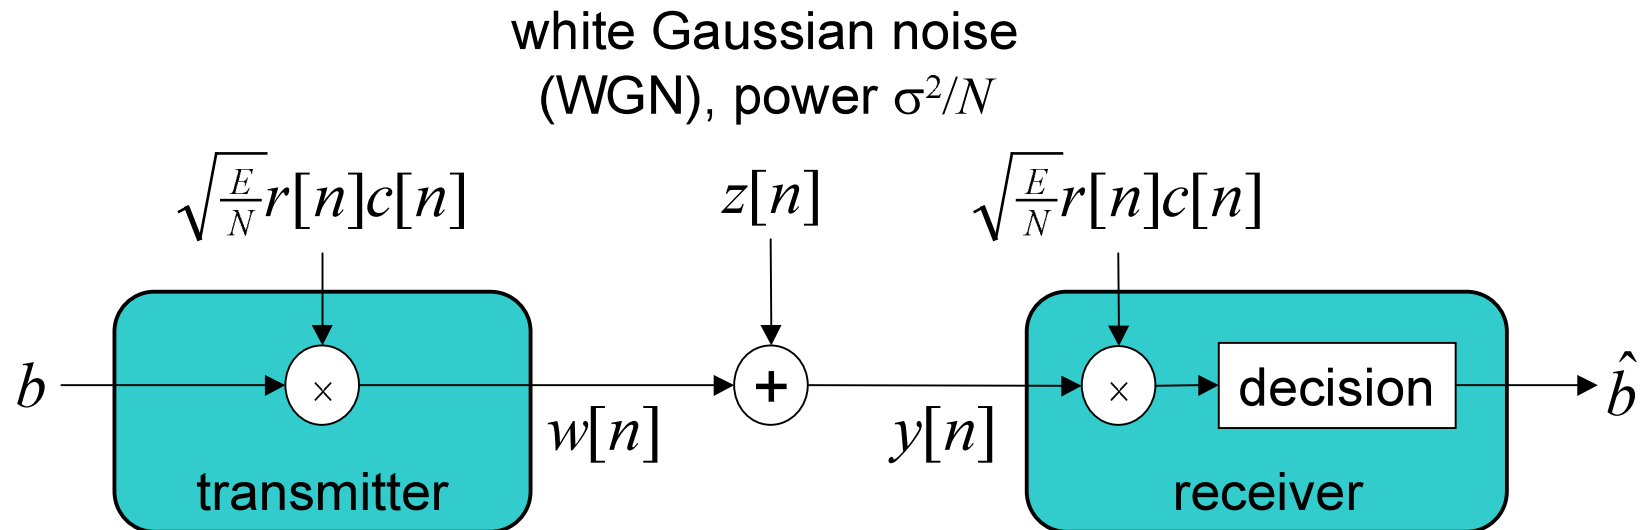 white Gaussian noise
(WGN), power σ²/N
√(E/N) r[n]c[n]
z[n]
√(E/N) r[n]c[n]
b
×
+
×
decision
b̂
w[n]
y[n]
transmitter
receiver